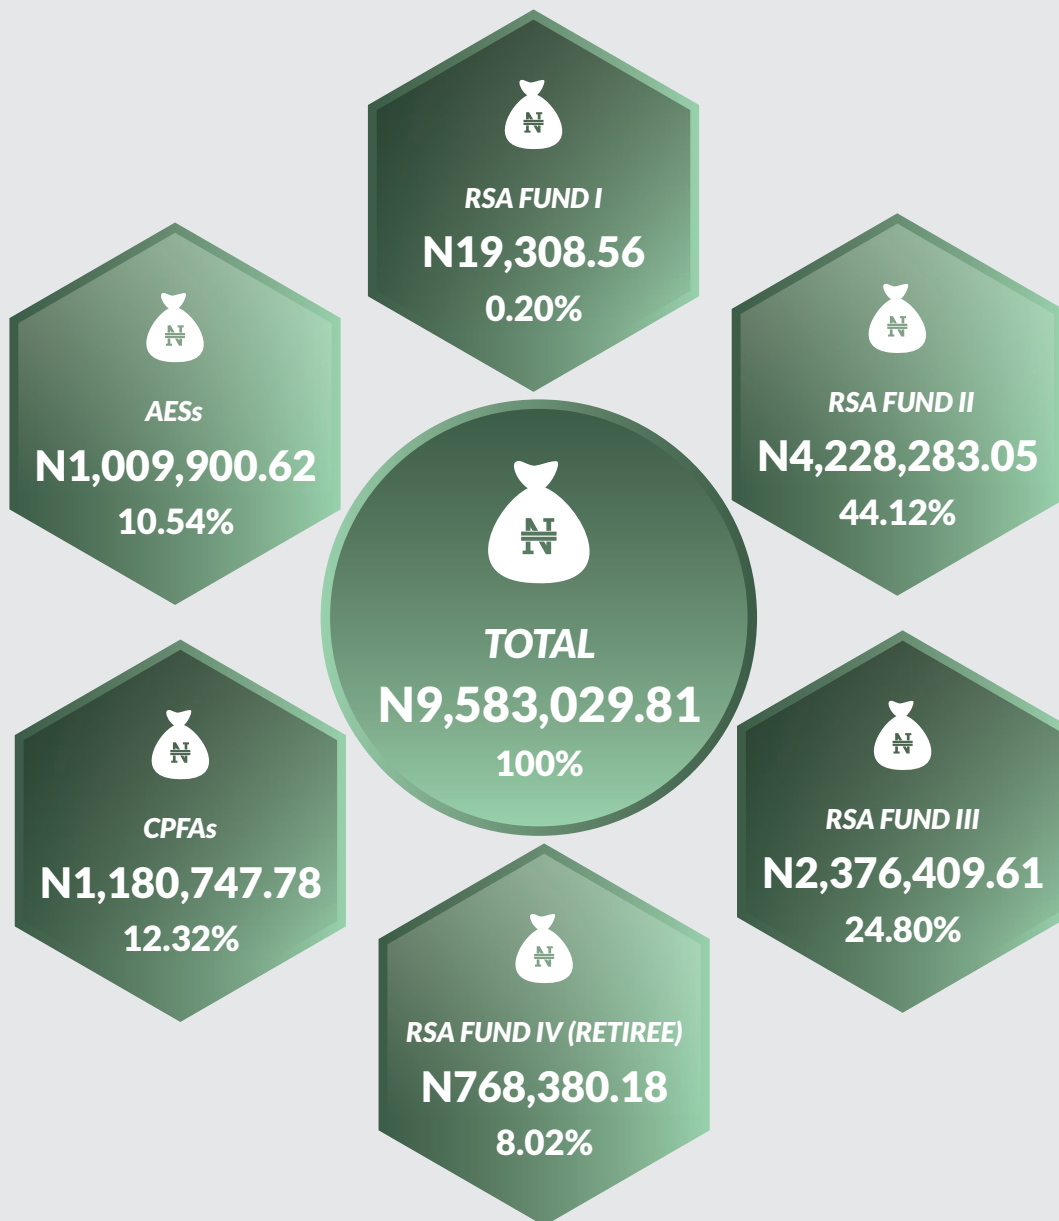 RSA FUND I
N19,308.56
0.20%
AESs
N1,009,900.62
10.54%
RSA FUND II
N4,228,283.05
44.12%
TOTAL
N9,583,029.81
100%
CPFAs
N1,180,747.78
12.32%
RSA FUND III
N2,376,409.61
24.80%
RSA FUND IV (RETIREE)
N768,380.18
8.02%